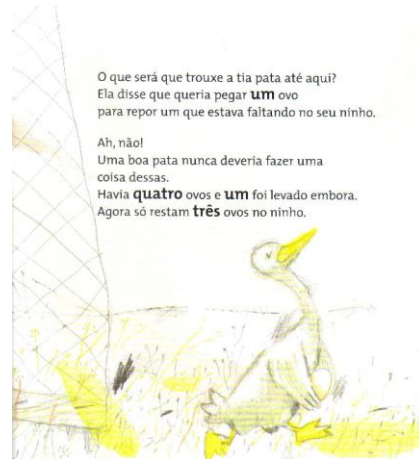 O que será que trouxe a tia pata até aqui?
Ela disse que queria pegar um ovo
para repor um que estava faltando no seu ninho.
Ah, não!
Uma boa pata nunca deveria fazer uma
coisa dessas.
Havia quatro ovos e um foi levado embora.
Agora só restam três ovos no ninho.